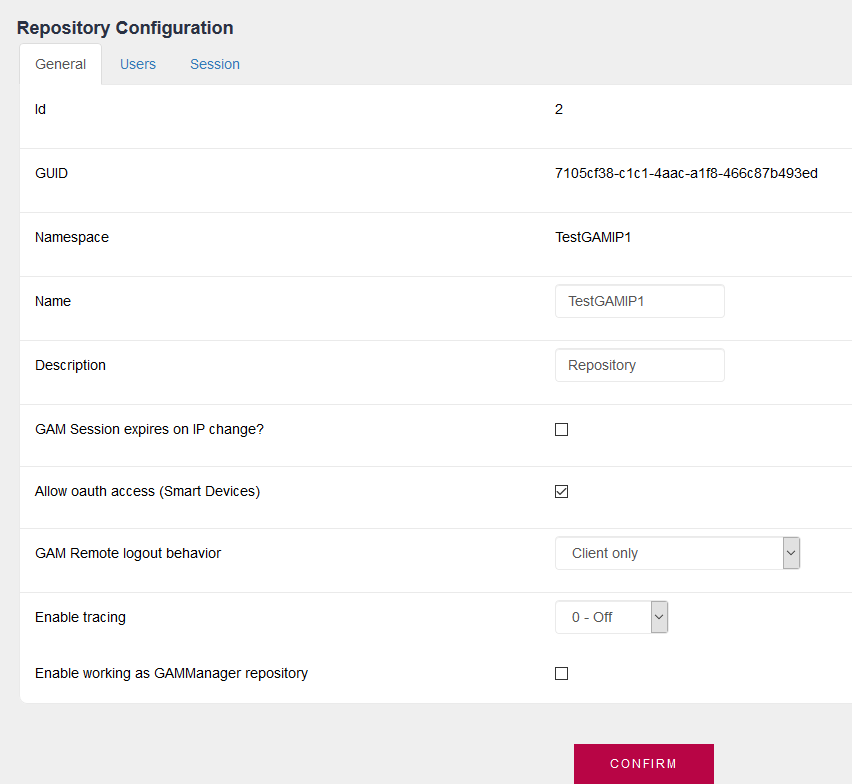 Repository Configuration
General Users Session
Id 2
GUID 7105cf38-c1c1-4aac-a1f8-466c87b493ed
Namespace TestGAMIP1
Name TestGAMIP1
Description Repository
GAM Session expires on IP change?
Allow oauth access (Smart Devices)
GAM Remote logout behavior Client only
Enable tracing 0 - Off
Enable working as GAMManager repository
CONFIRM